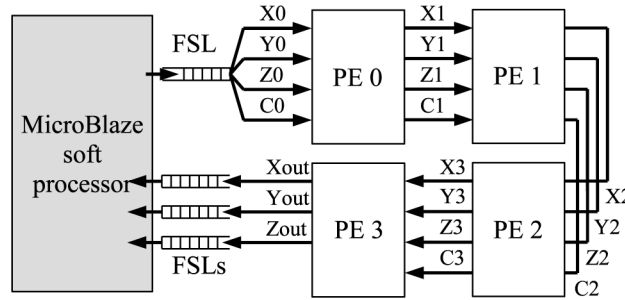 X0
X1
FSL
Y0
Y1
PE 0
PE 1
Z0
Z1
C0
C1
MicroBlaze
soft
processor
Xout
X3
X2
Yout
Y3
Y2
PE 3
PE 2
Zout
Z3
Z2
FSLs
C3
C2